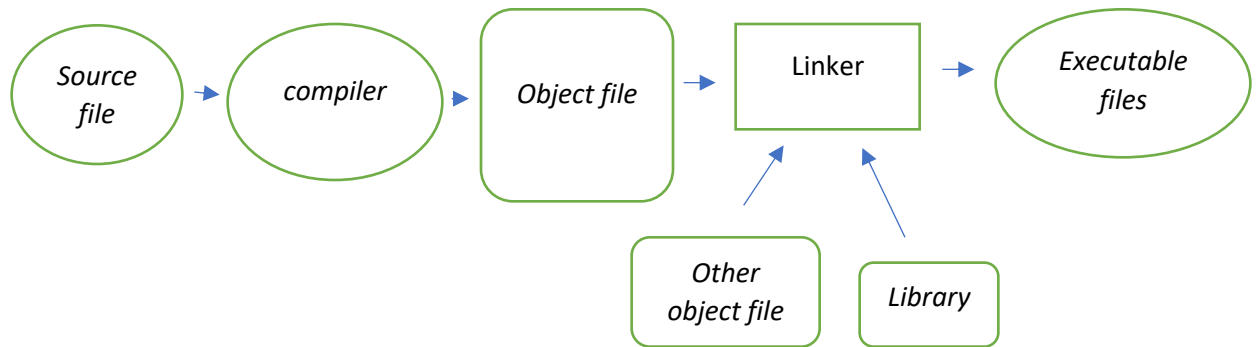 Source
file
compiler
Object file
Linker
Executable
files
Other
object file
Library